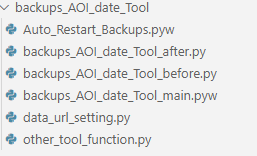 backups_AOI_date_Tool
Auto_Restart_Backups.pyw
backups_AOI_date_Tool_after.py
backups_AOI_date_Tool_before.py
backups_AOI_date_Tool_main.pyw
data_url_setting.py
other_tool_function.py